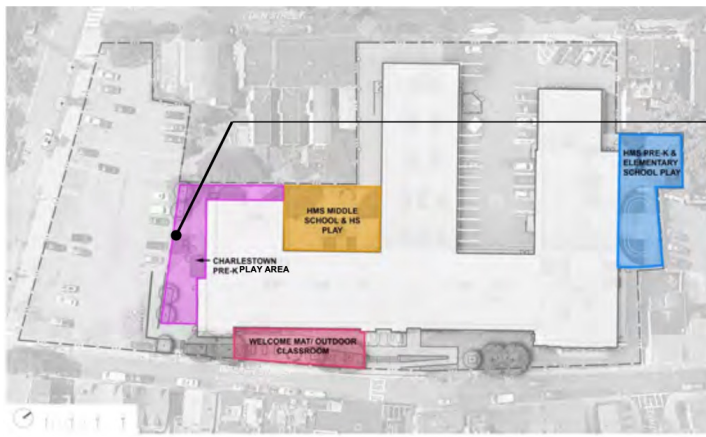 HMS PRE-K &
ELEMENTARY
SCHOOL PLAY
HMS MIDDLE
SCHOOL & HS
PLAY
CHARLESTOWN
PRE-K PLAY AREA
WELCOME MAT/ OUTDOOR
CLASSROOM